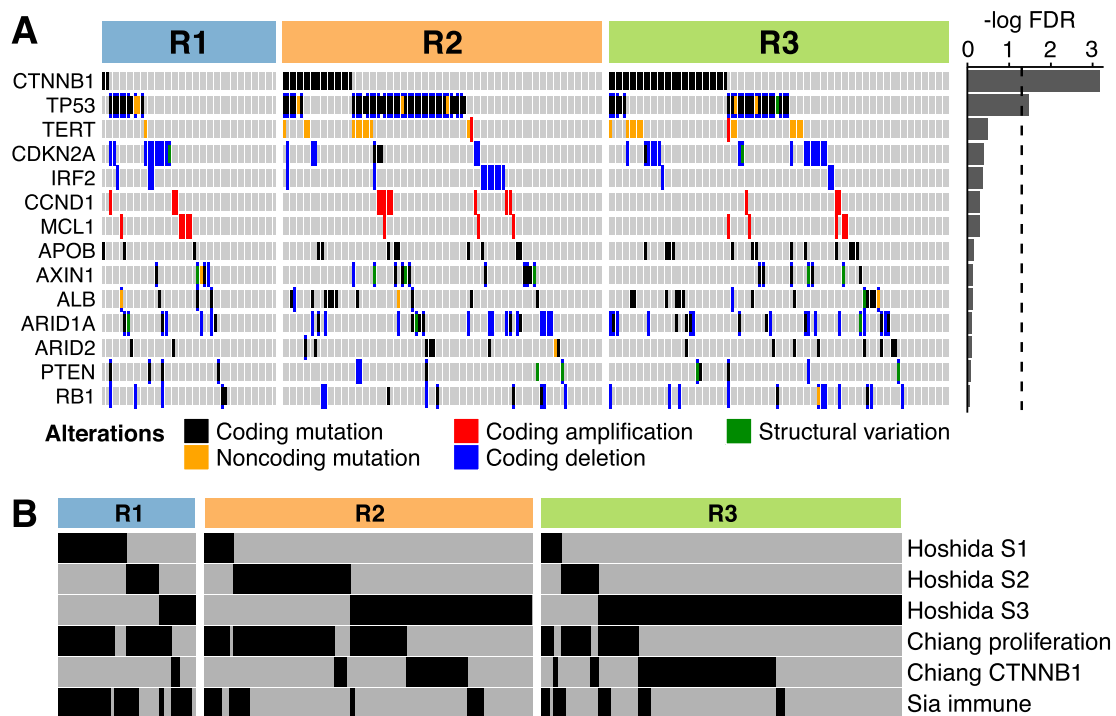 A
R1 R2 R3
-log FDR
0 1 2 3
CTNNB1
TP53
TERT
CDKN2A
IRF2
CCND1
MCL1
APOB
AXIN1
ALB
ARID1A
ARID2
PTEN
RB1
Alterations
Coding mutation
Noncoding mutation
Coding amplification
Coding deletion
Structural variation
B
R1 R2 R3
Hoshida S1
Hoshida S2
Hoshida S3
Chiang proliferation
Chiang CTNNB1
Sia immune